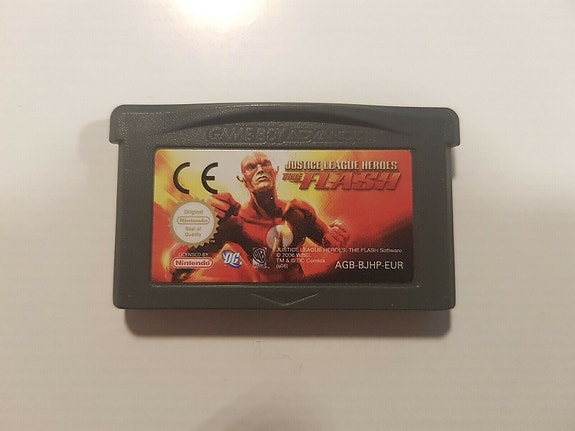 GAME BOY ADVANCE
JUSTICE LEAGUE HEROES
THE FLASH
CE
Original
Nintendo
Seal of
Quality
LICENSED BY
Nintendo
DC
JUSTICE LEAGUE HEROES: THE FLASH Software
© 2006 WBEI.
TM & © DC Comics
(s06)
AGB-BJHP-EUR